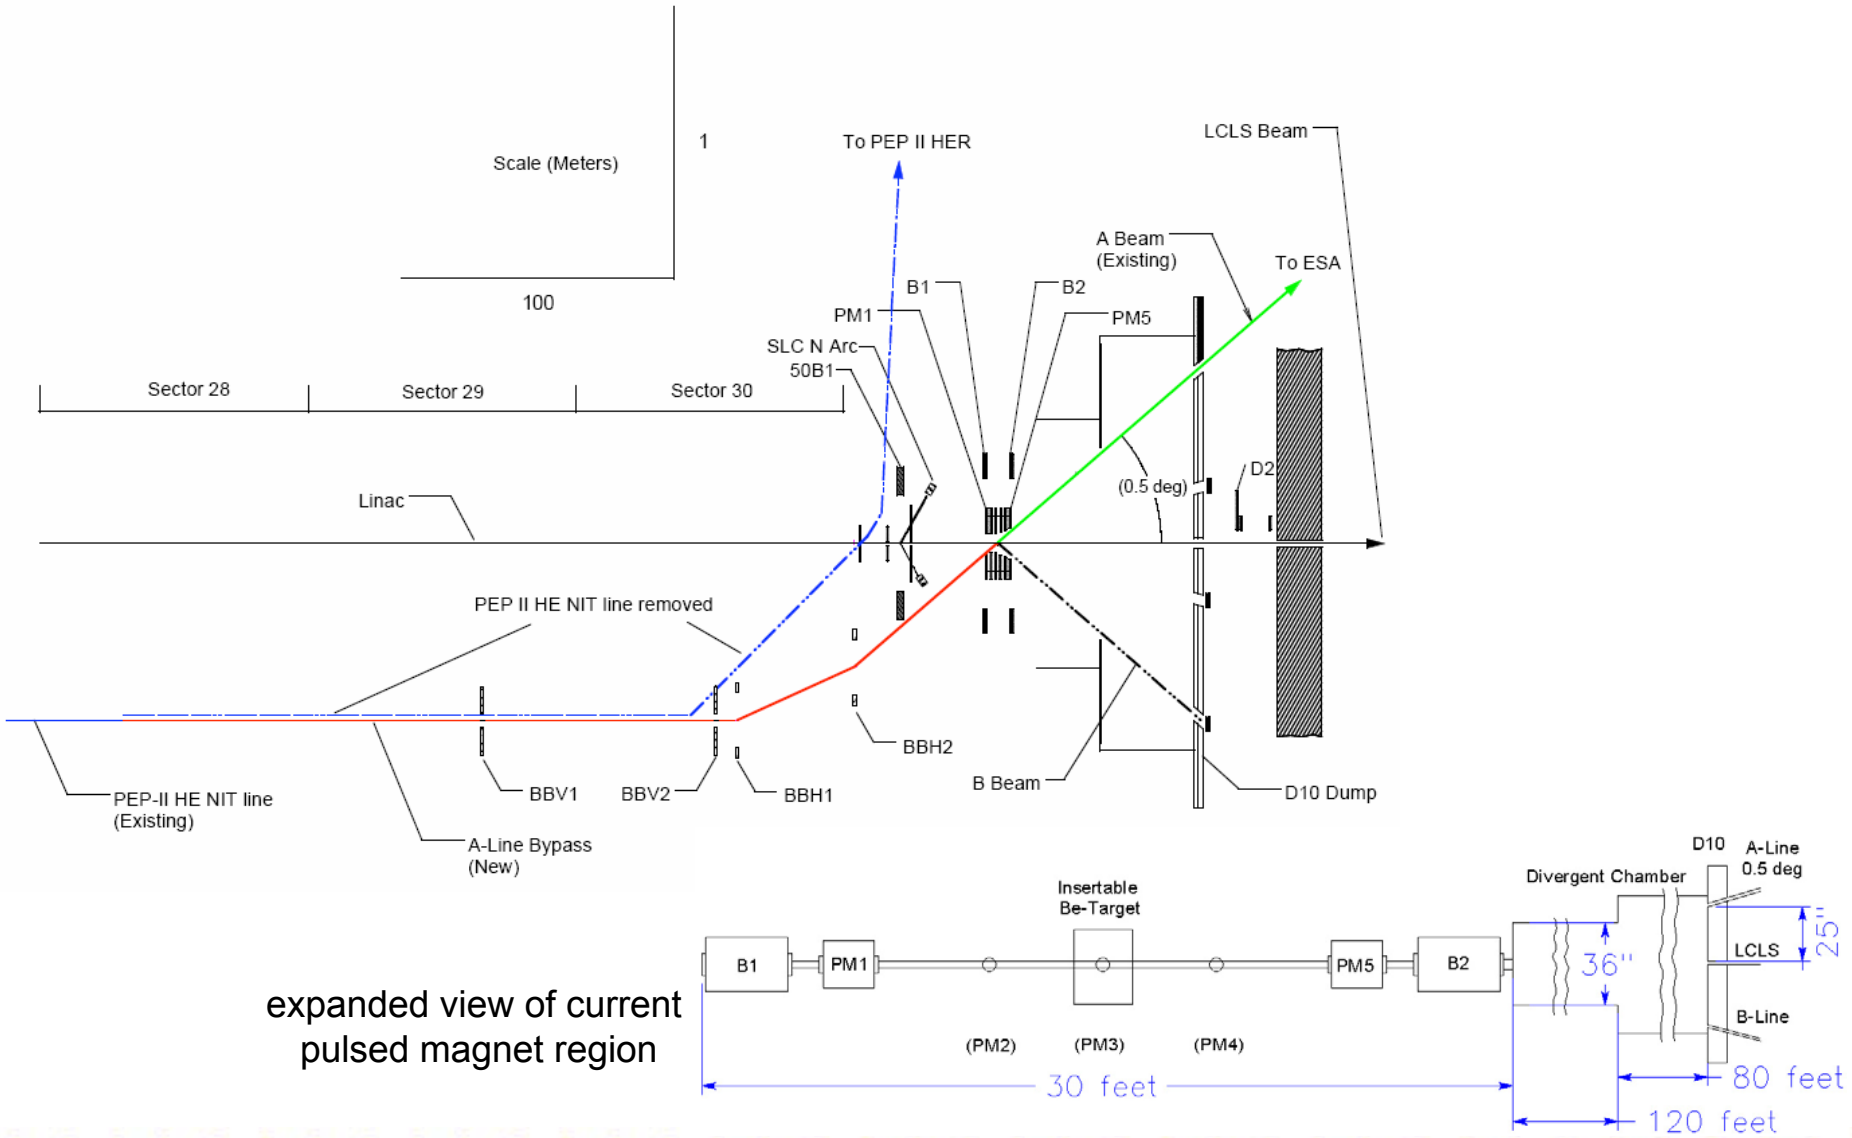 1
To PEP II HER
LCLS Beam
Scale (Meters)
A Beam
(Existing)
To ESA
100
B1
B2
PM1
PM5
SLC N Arc
50B1
Sector 28
Sector 29
Sector 30
(0.5 deg)
D2
Linac
PEP II HE NIT line removed
BBH2
B Beam
D10 Dump
PEP-II HE NIT line
(Existing)
BBV1
BBV2
BBH1
A-Line Bypass
(New)
D10
A-Line
0.5 deg
Divergent Chamber
Insertable
Be-Target
B1
PM1
PM5
B2
36"
LCLS
25"
expanded view of current
pulsed magnet region
B-Line
(PM2)
(PM3)
(PM4)
30 feet
80 feet
120 feet